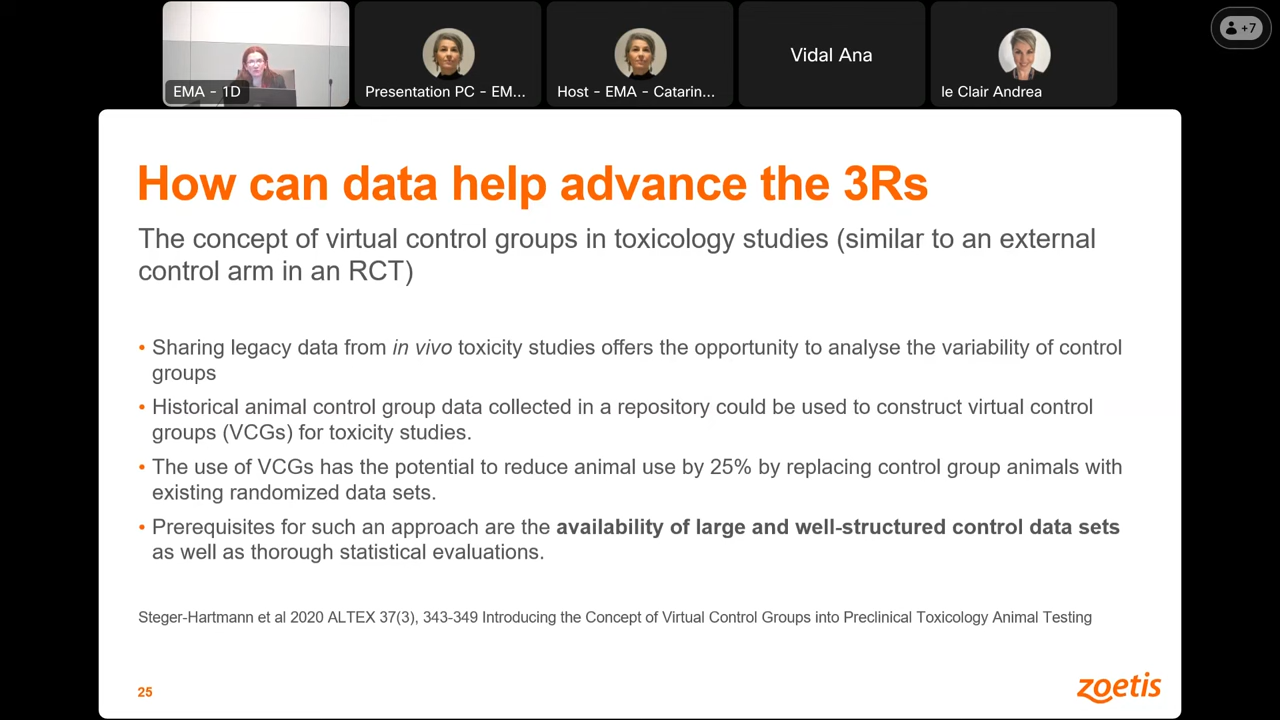 EMA - 1D
Presentation PC - EM...
Host - EMA - Catarin...
Vidal Ana
le Clair Andrea
+7
How can data help advance the 3Rs
The concept of virtual control groups in toxicology studies (similar to an external
control arm in an RCT)
• Sharing legacy data from in vivo toxicity studies offers the opportunity to analyse the variability of control
groups
• Historical animal control group data collected in a repository could be used to construct virtual control
groups (VCGs) for toxicity studies.
• The use of VCGs has the potential to reduce animal use by 25% by replacing control group animals with
existing randomized data sets.
• Prerequisites for such an approach are the availability of large and well-structured control data sets
as well as thorough statistical evaluations.
Steger-Hartmann et al 2020 ALTEX 37(3), 343-349 Introducing the Concept of Virtual Control Groups into Preclinical Toxicology Animal Testing
25
zoetis